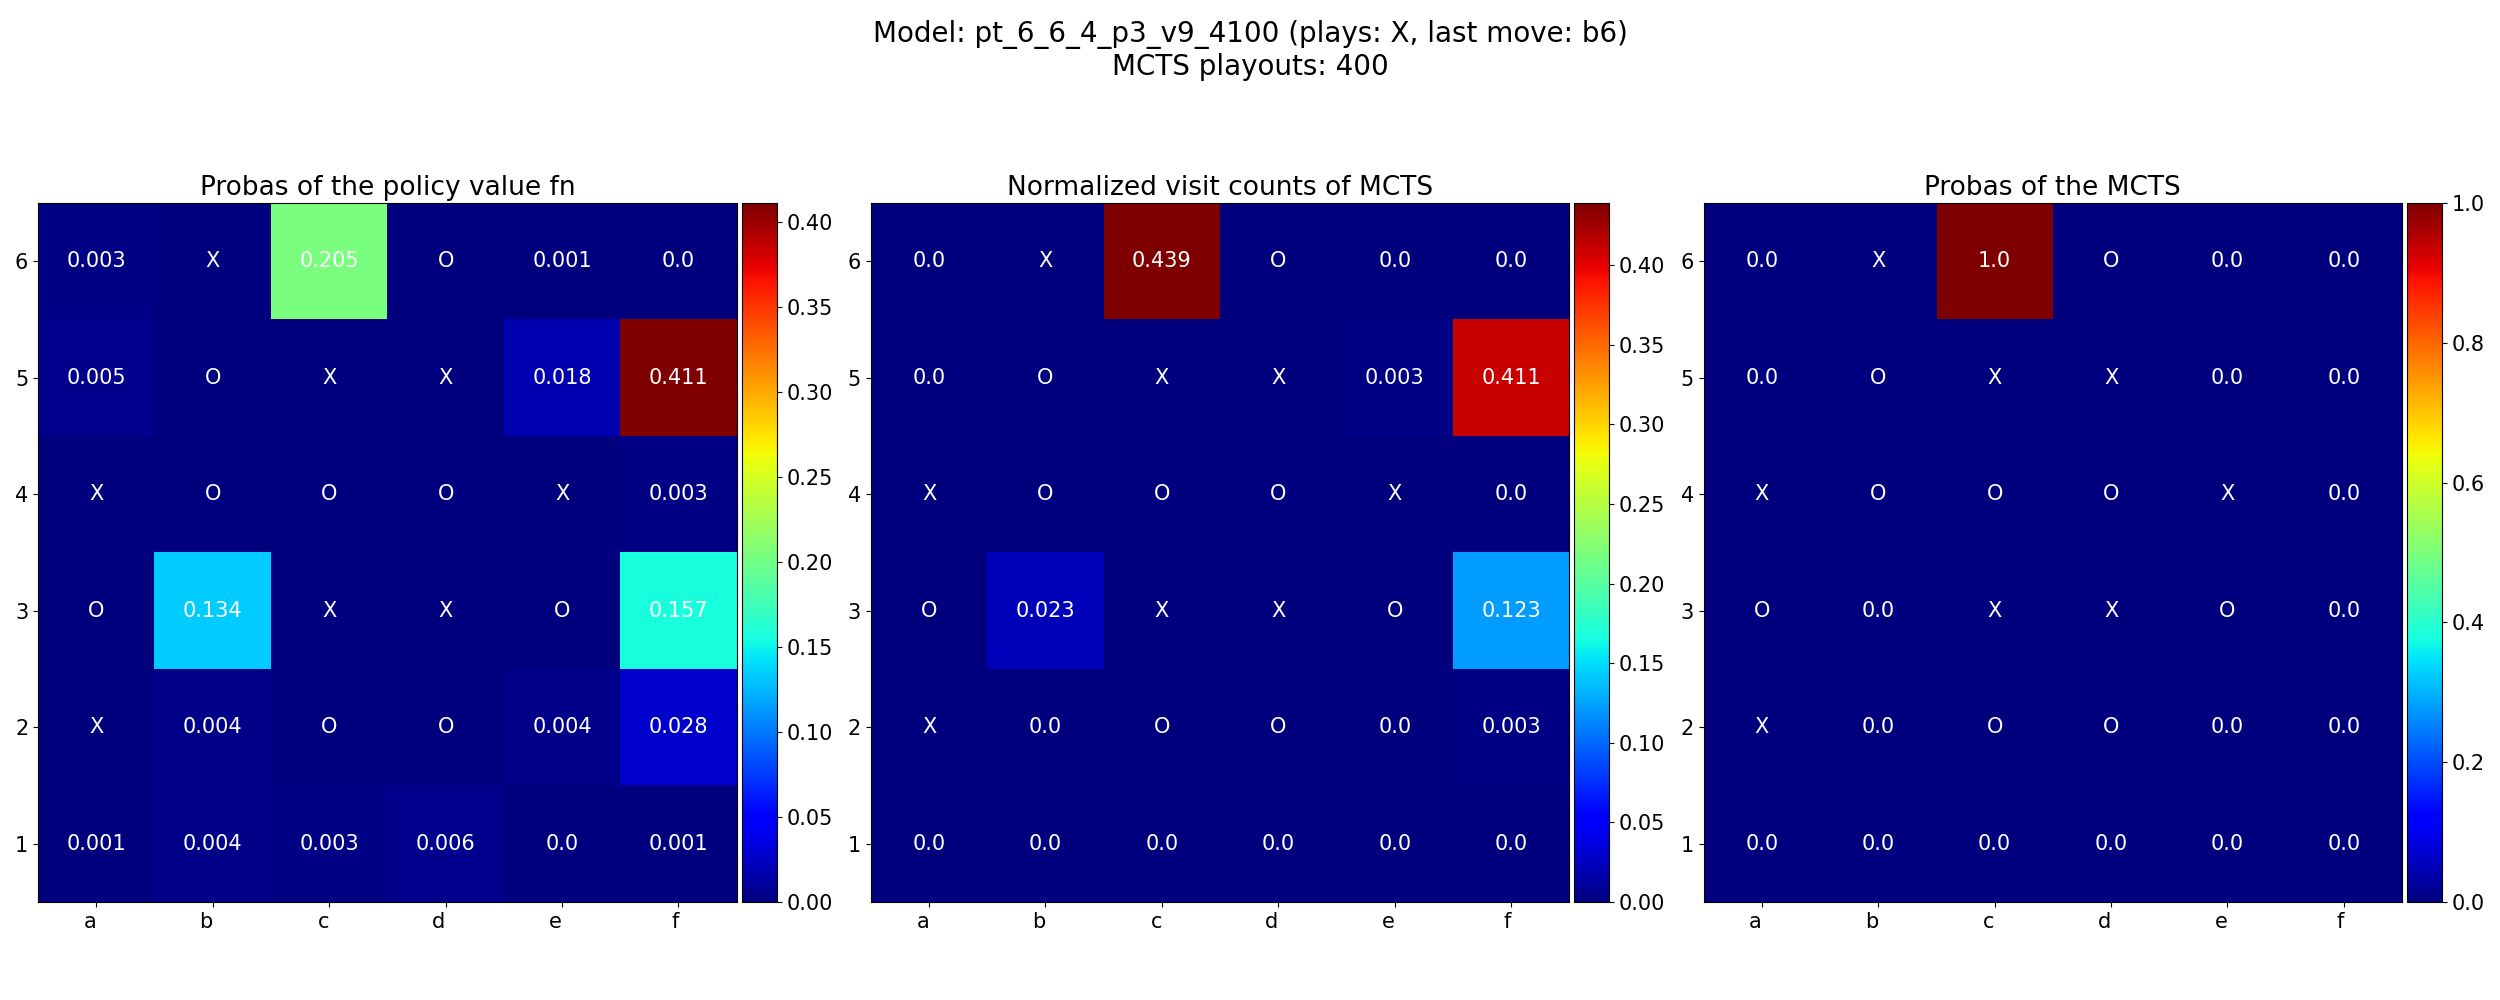 Model: pt_6_6_4_p3_v9_4100 (plays: X, last move: b6)
MCTS playouts: 400
Probas of the policy value fn
6 0.003 X 0.205 O 0.001 0.0
5 0.005 O X X 0.018 0.411
4 X O O O X 0.003
3 O 0.134 X X O 0.157
2 X 0.004 O O 0.004 0.028
1 0.001 0.004 0.003 0.006 0.0 0.001
a b c d e f
0.40
0.35
0.30
0.25
0.20
0.15
0.10
0.05
0.00
Normalized visit counts of MCTS
6 0.0 X 0.439 O 0.0 0.0
5 0.0 O X X 0.003 0.411
4 X O O O X 0.0
3 O 0.023 X X O 0.123
2 X 0.0 O O 0.0 0.003
1 0.0 0.0 0.0 0.0 0.0 0.0
a b c d e f
0.40
0.35
0.30
0.25
0.20
0.15
0.10
0.05
0.00
Probas of the MCTS
6 0.0 X 1.0 O 0.0 0.0
5 0.0 O X X 0.0 0.0
4 X O O O X 0.0
3 O 0.0 X X O 0.0
2 X 0.0 O O 0.0 0.0
1 0.0 0.0 0.0 0.0 0.0 0.0
a b c d e f
1.0
0.8
0.6
0.4
0.2
0.0